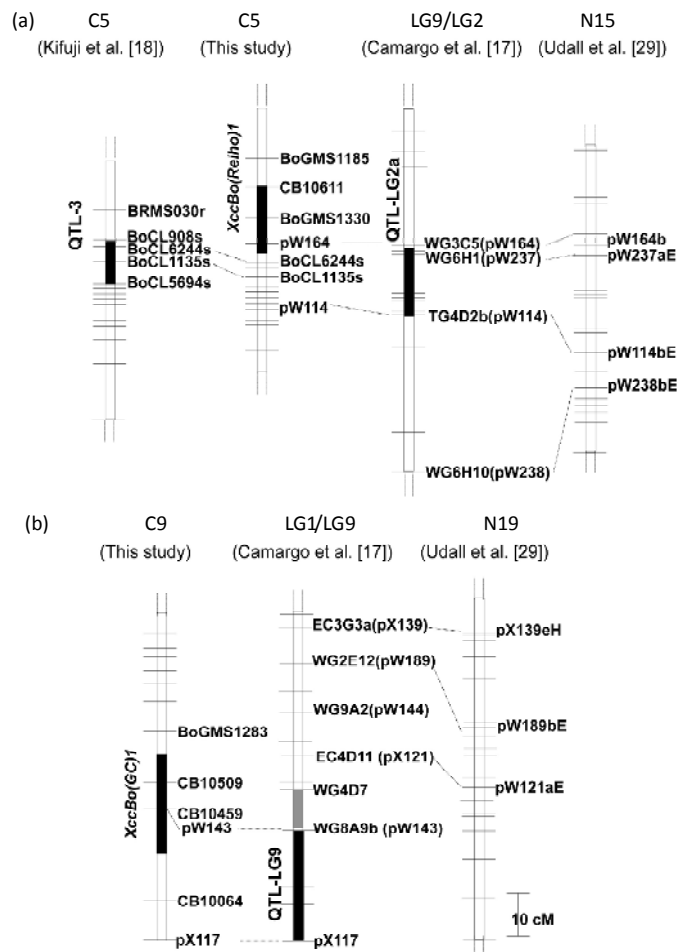 (a)
C5
C5
LG9/LG2
N15
(Kifuji et al. [18])
(This study)
(Camargo et al. [17])
(Udall et al. [29])
QTL-3
BRMS030r
BoCL908s
BoCL6244s
BoCL1135s
BoCL5694s
XccBo(Reiho)1
BoGMS1185
CB10611
BoGMS1330
pW164
BoCL6244s
BoCL1135s
pW114
QTL-LG2a
WG3C5(pW164)
WG6H1(pW237)
TG4D2b(pW114)
WG6H10(pW238)
pW164b
pW237aE
pW114bE
pW238bE
(b)
C9
LG1/LG9
N19
(This study)
(Camargo et al. [17])
(Udall et al. [29])
XccBo(GC)1
BoGMS1283
CB10509
CB10459
pW143
CB10064
pX117
QTL-LG9
EC3G3a(pX139)
WG2E12(pW189)
WG9A2(pW144)
EC4D11 (pX121)
WG4D7
WG8A9b (pW143)
pX117
pX139eH
pW189bE
pW121aE
10 cM